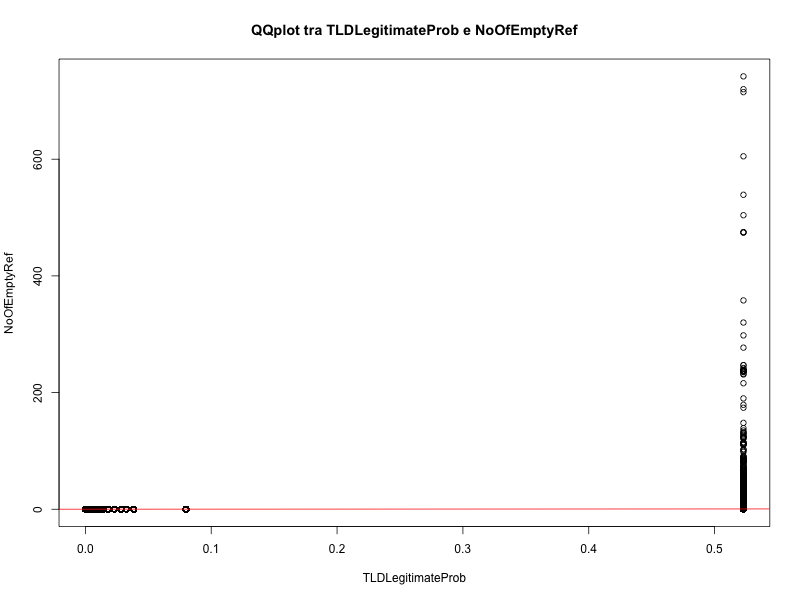 QQplot tra TLDLegitimateProb e NoOfEmptyRef
NoOfEmptyRef
600
400
200
0
0.0 0.1 0.2 0.3 0.4 0.5
TLDLegitimateProb